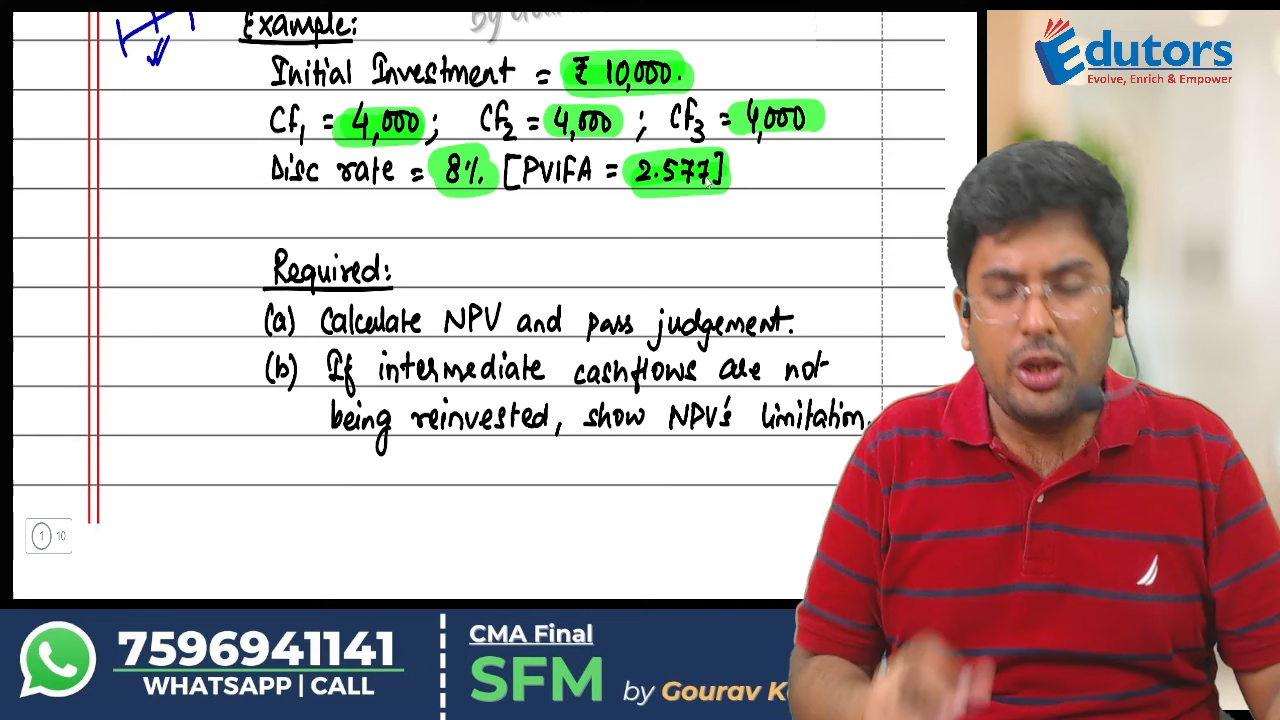 Example:
Initial Investment = ₹ 10,000.
Cf1 = 4,000; Cf2 = 4,000; Cf3 = 4,000
Disc rate = 8% [PVIFA = 2.577]
Required:
(a) Calculate NPV and pass judgement.
(b) If intermediate cashflows are not
being reinvested, show NPV's limitation.
1 10
Edutors
Evolve, Enrich & Empower
7596941141
WHATSAPP | CALL
CMA Final
SFM by Gourav